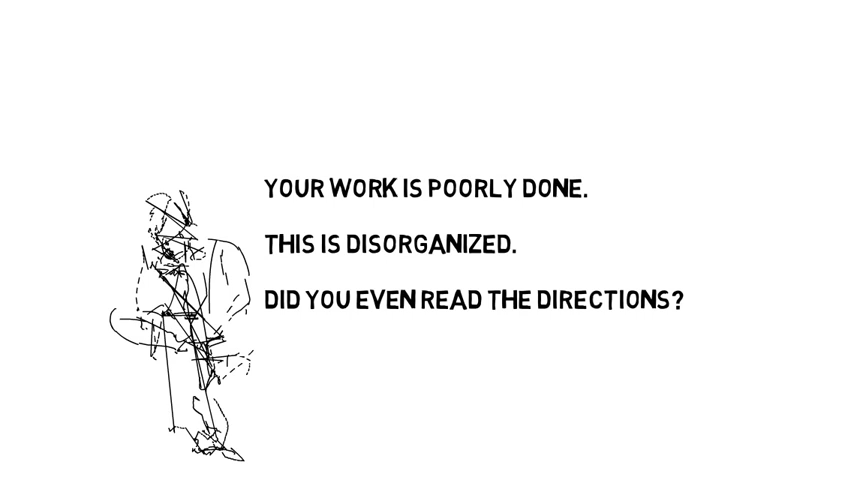 YOUR WORK IS POORLY DONE.
THIS IS DISORGANIZED.
DID YOU EVEN READ THE DIRECTIONS?